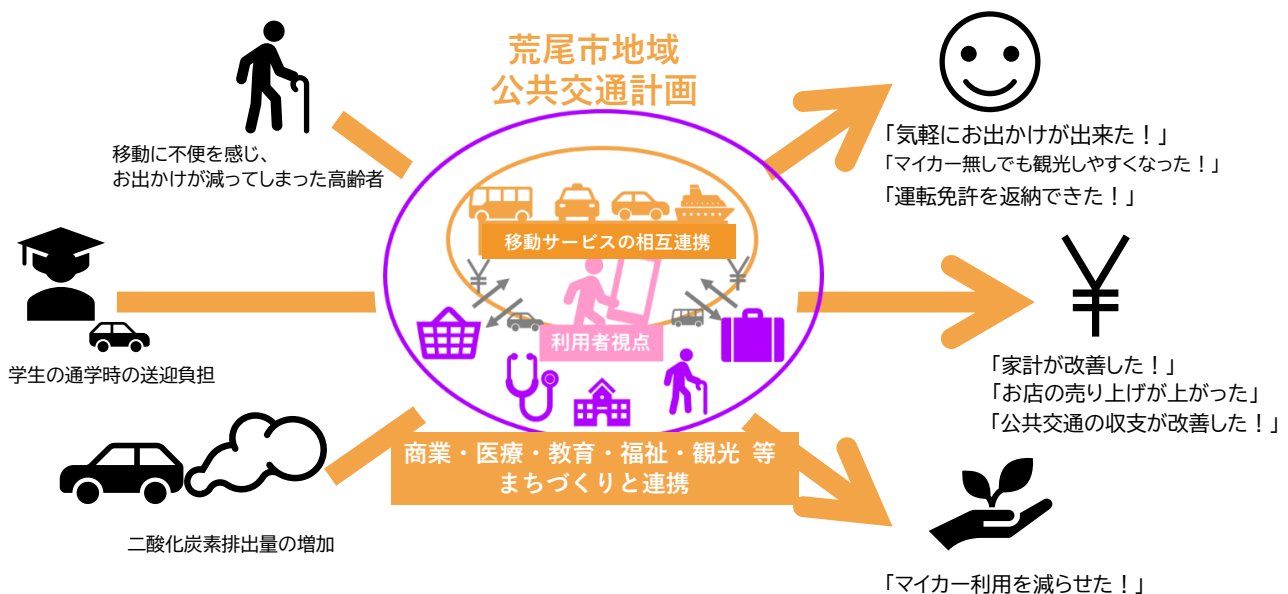 荒尾市地域
公共交通計画
移動に不便を感じ、
お出かけが減ってしまった高齢者
学生の通学時の送迎負担
二酸化炭素排出量の増加
移動サービスの相互連携
利用者視点
商業・医療・教育・福祉・観光 等
まちづくりと連携
「気軽にお出かけが出来た！」
「マイカー無しでも観光しやすくなった！」
「運転免許を返納できた！」
「家計が改善した！」
「お店の売り上げが上がった」
「公共交通の収支が改善した！」
「マイカー利用を減らせた！」